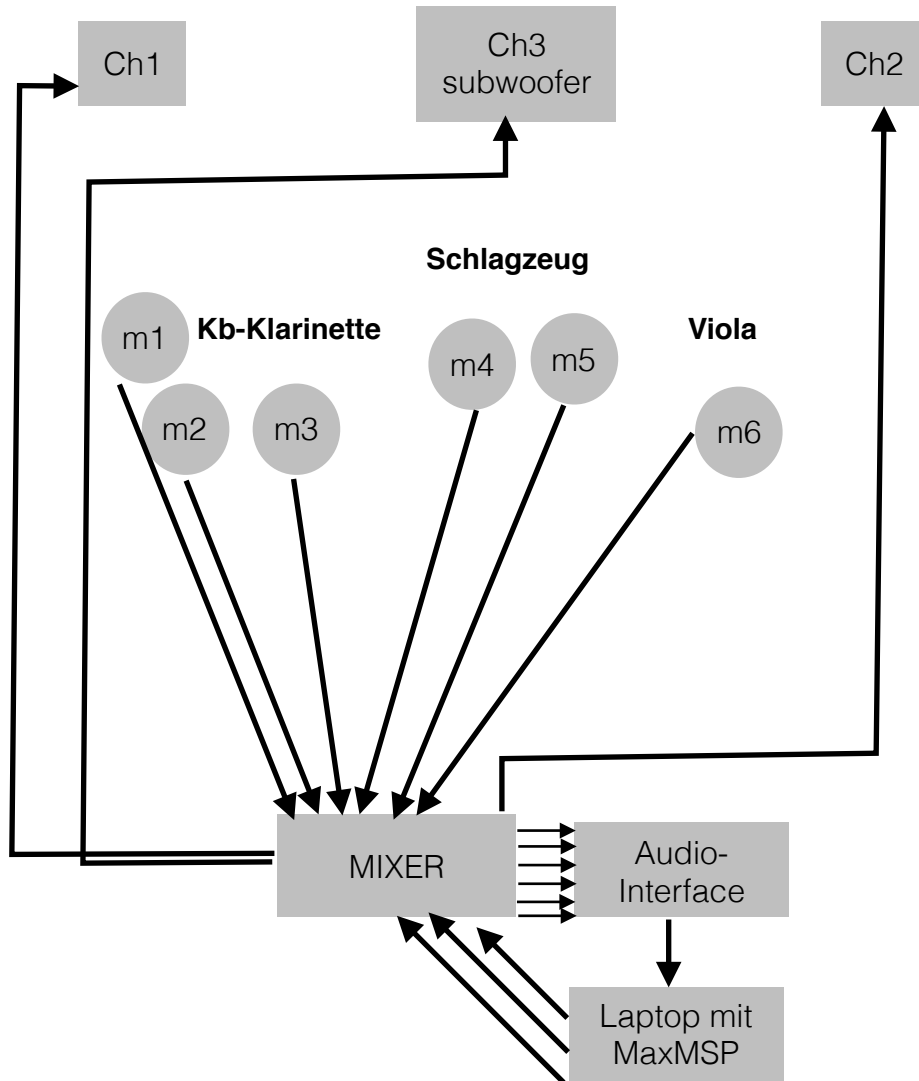 Ch1
Ch3
subwoofer
Ch2
Schlagzeug
Kb-Klarinette
Viola
m1
m2
m3
m4
m5
m6
MIXER
Audio-
Interface
Laptop mit
MaxMSP